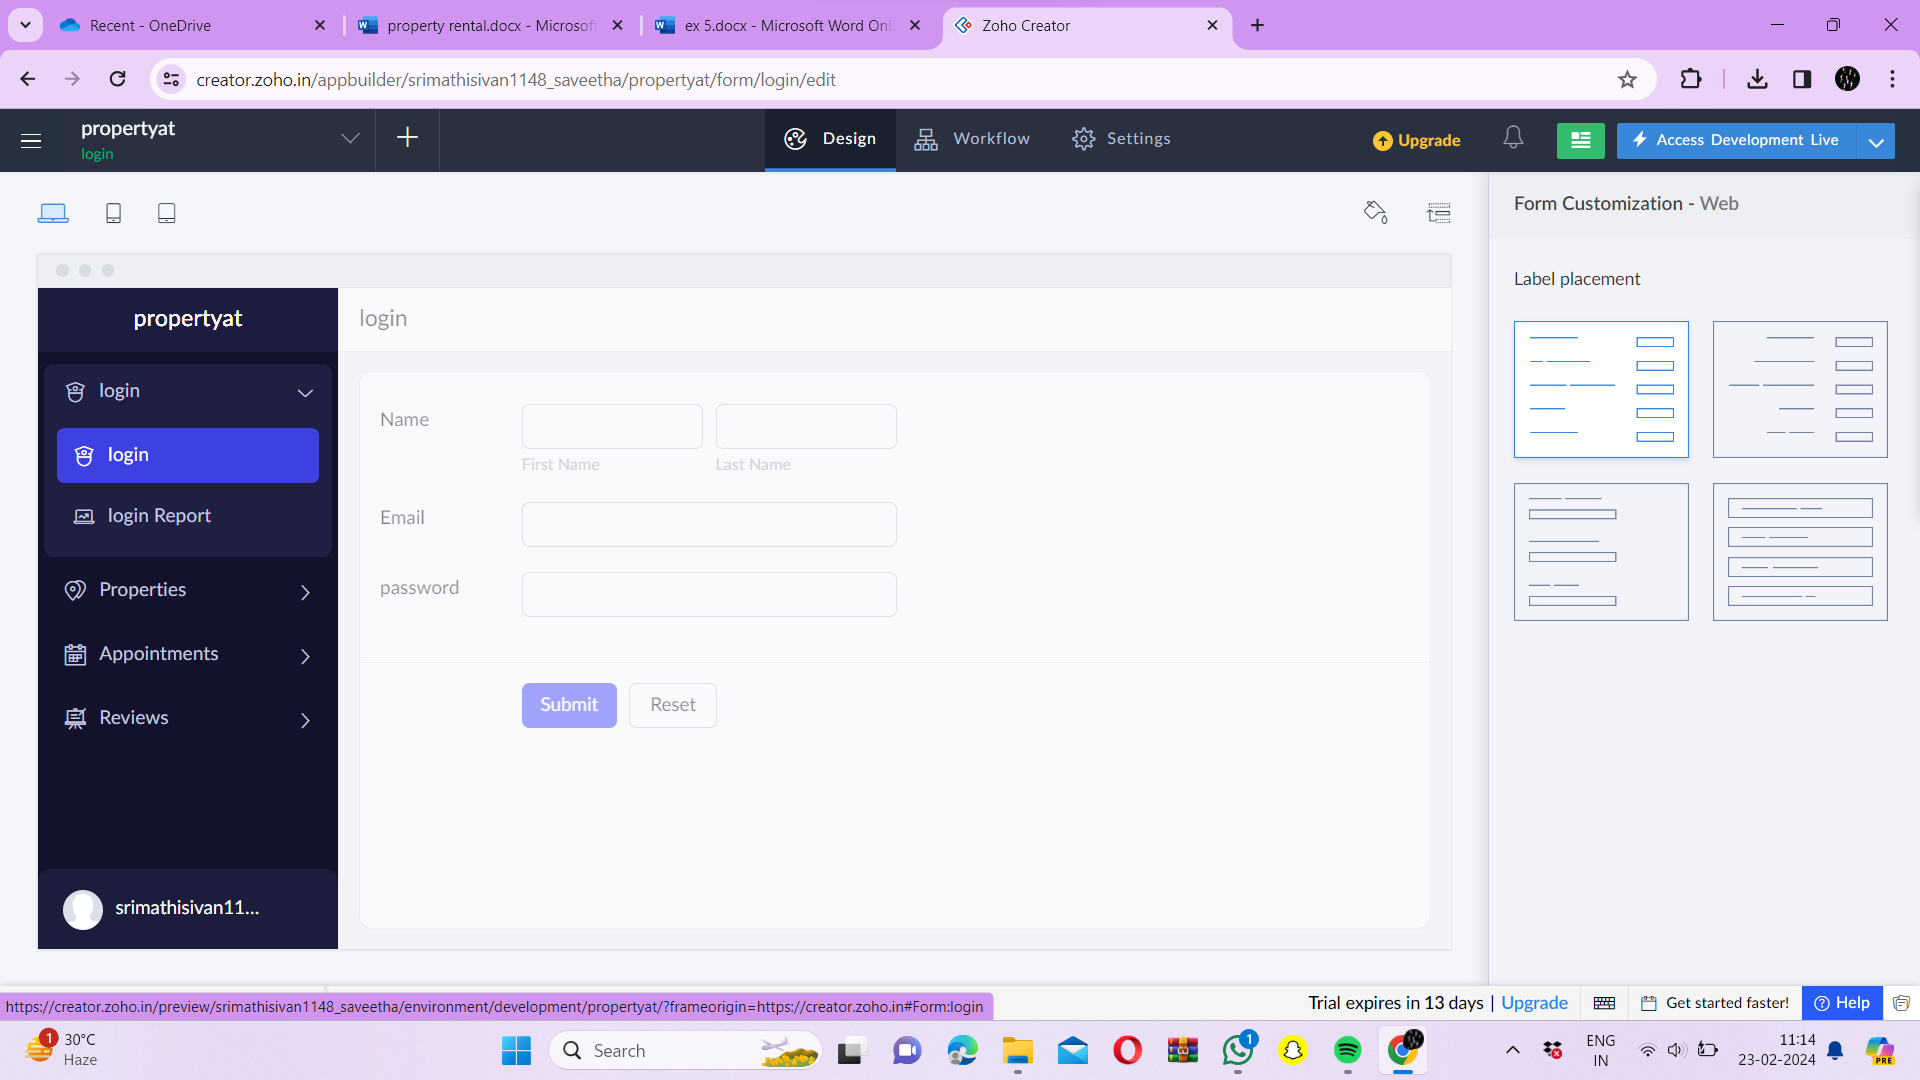 Recent - OneDrive
property rental.docx - Microsof
ex 5.docx - Microsoft Word Onl
Zoho Creator
creator.zoho.in/appbuilder/srimathisivan1148_saveetha/propertyat/form/login/edit
propertyat
login
Design
Workflow
Settings
Upgrade
Access Development Live
Form Customization - Web
Label placement
propertyat
login
login
login Report
Properties
Appointments
Reviews
srimathisivan11...
login
Name
First Name
Last Name
Email
password
Submit
Reset
https://creator.zoho.in/preview/srimathisivan1148_saveetha/environment/development/propertyat/?frameorigin=https://creator.zoho.in#Form:login
Trial expires in 13 days | Upgrade
Get started faster!
Help
1
30°C
Haze
Search
1
PRE
ENG
IN
11:14
23-02-2024